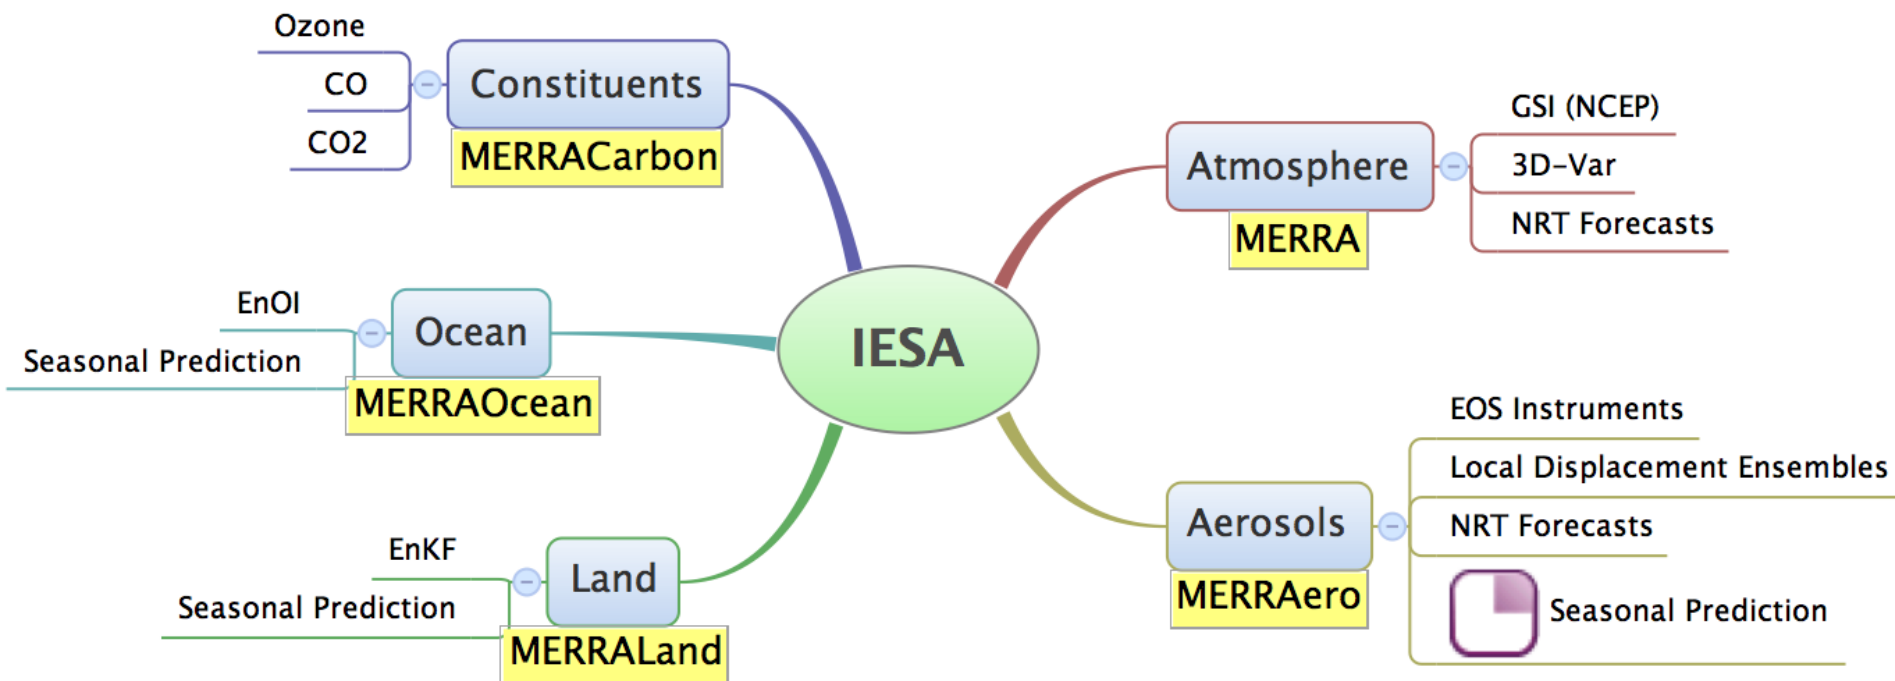 Ozone
CO
CO2
Constituents
MERRACarbon
EnOI
Seasonal Prediction
Ocean
MERRAOcean
EnKF
Seasonal Prediction
Land
MERRALand
IESA
Atmosphere
MERRA
GSI (NCEP)
3D-Var
NRT Forecasts
Aerosols
MERRAero
EOS Instruments
Local Displacement Ensembles
NRT Forecasts
Seasonal Prediction